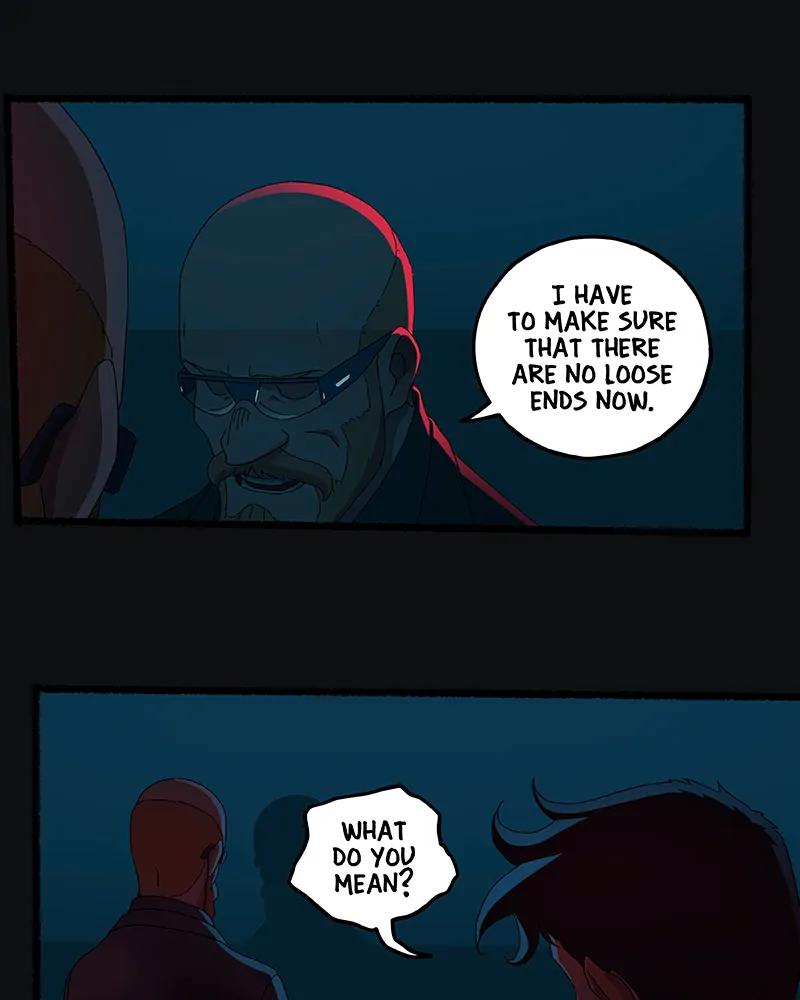 I HAVE
TO MAKE SURE
THAT THERE
ARE NO LOOSE
ENDS NOW.
WHAT
DO YOU
MEAN?